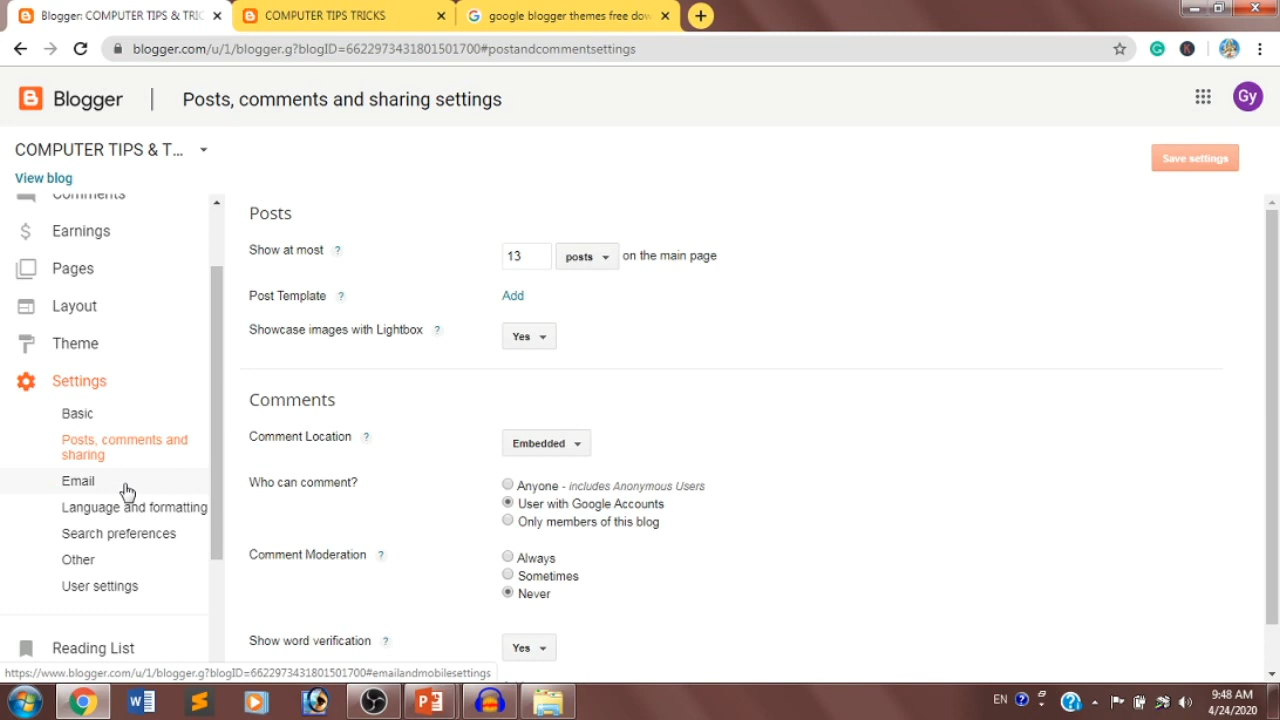 Blogger: COMPUTER TIPS & TRIC
COMPUTER TIPS TRICKS
google blogger themes free dow
blogger.com/u/1/blogger.g?blogID=6622973431801501700#postandcommentsettings
Blogger
Posts, comments and sharing settings
Gy
COMPUTER TIPS & T...
View blog
Save settings
Comments
Earnings
Pages
Layout
Theme
Settings
Basic
Posts, comments and
sharing
Email
Language and formatting
Search preferences
Other
User settings
Reading List
Posts
Show at most ? 13 posts on the main page
Post Template ? Add
Showcase images with Lightbox ? Yes
Comments
Comment Location ? Embedded
Who can comment? Anyone - includes Anonymous Users
User with Google Accounts
Only members of this blog
Comment Moderation ? Always
Sometimes
Never
Show word verification ? Yes
https://www.blogger.com/u/1/blogger.g?blogID=6622973431801501700#emailandmobilesettings
EN
9:48 AM
4/24/2020